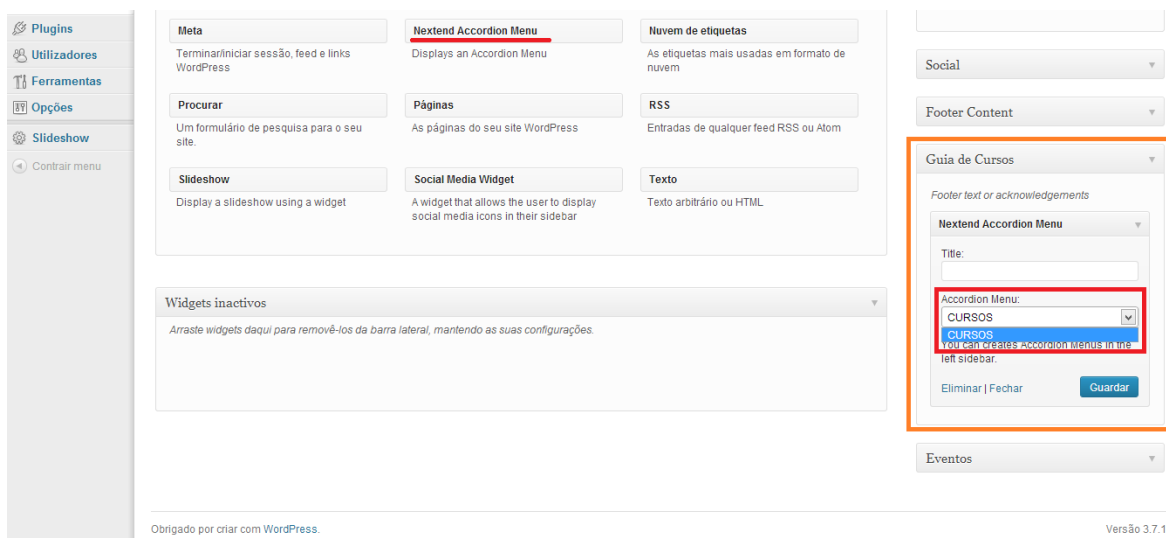 Plugins
Utilizadores
Ferramentas
Opções
Slideshow
Contrair menu
Meta
Terminar/iniciar sessão, feed e links
WordPress
Nextend Accordion Menu
Displays an Accordion Menu
Nuvem de etiquetas
As etiquetas mais usadas em formato de
nuvem
Procurar
Um formulário de pesquisa para o seu
site.
Páginas
As páginas do seu site WordPress
RSS
Entradas de qualquer feed RSS ou Atom
Slideshow
Display a slideshow using a widget
Social Media Widget
A widget that allows the user to display
social media icons in their sidebar
Texto
Texto arbitrário ou HTML
Widgets inactivos
Arraste widgets daqui para removê-los da barra lateral, mantendo as suas configurações.
Social
Footer Content
Guia de Cursos
Footer text or acknowledgements
Nextend Accordion Menu
Title:
Accordion Menu:
CURSOS
CURSOS
You can creates Accordion Menus in the
left sidebar.
Eliminar | Fechar
Guardar
Eventos
Obrigado por criar com WordPress.
Versão 3.7.1